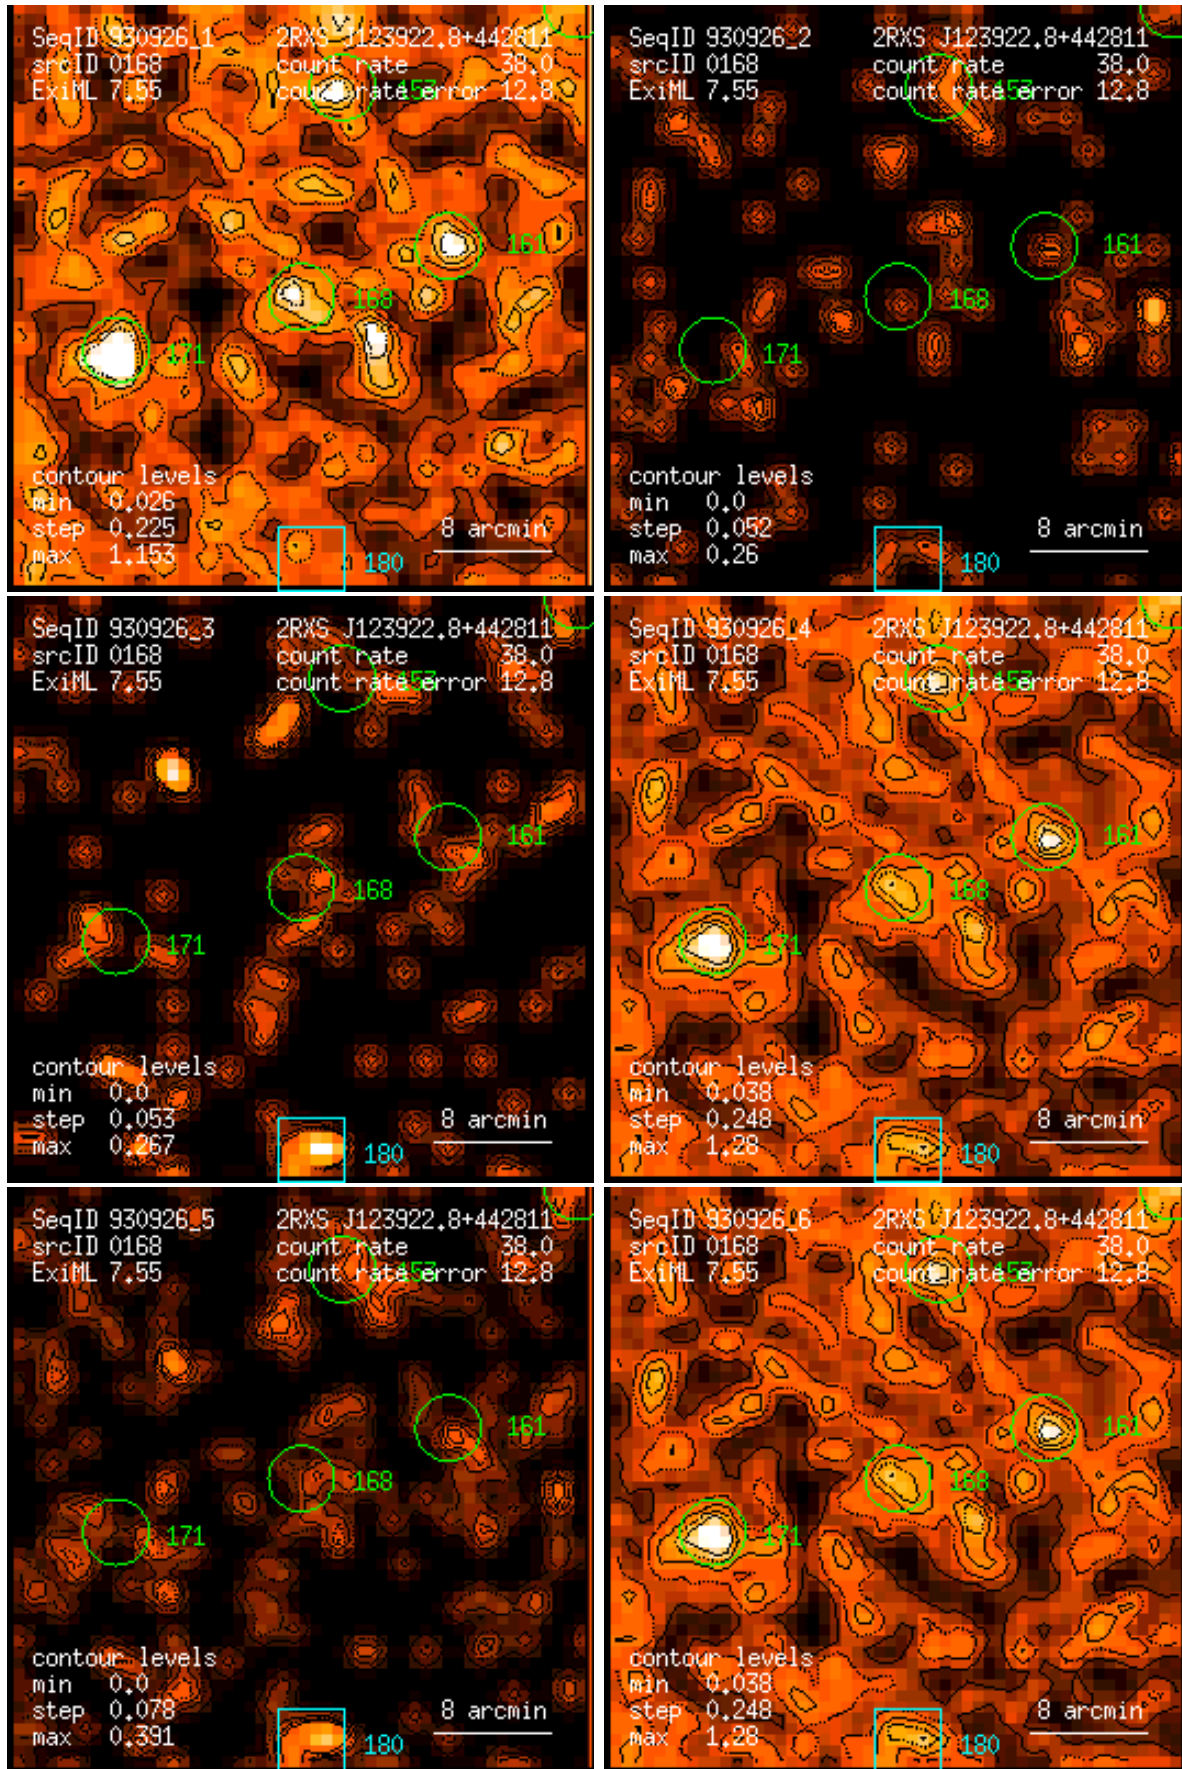 SeqID 930926_1 2RXS J123922.8+442811
srcID 0168 count rate 38.0
ExiML 7.55 count rate error 12.8
153
161
168
171
contour levels
min 0.026
step 0.225 8 arcmin
max 1.153
180
SeqID 930926_2 2RXS J123922.8+442811
srcID 0168 count rate 38.0
ExiML 7.55 count rate error 12.8
153
161
168
171
contour levels
min 0.0
step 0.052 8 arcmin
max 0.26
180
SeqID 930926_3 2RXS J123922.8+442811
srcID 0168 count rate 38.0
ExiML 7.55 count rate error 12.8
153
161
168
171
contour levels
min 0.0
step 0.053 8 arcmin
max 0.267
180
SeqID 930926_4 2RXS J123922.8+442811
srcID 0168 count rate 38.0
ExiML 7.55 count rate error 12.8
153
161
168
171
contour levels
min 0.038
step 0.248 8 arcmin
max 1.28
180
SeqID 930926_5 2RXS J123922.8+442811
srcID 0168 count rate 38.0
ExiML 7.55 count rate error 12.8
153
161
168
171
contour levels
min 0.0
step 0.078 8 arcmin
max 0.391
180
SeqID 930926_6 2RXS J123922.8+442811
srcID 0168 count rate 38.0
ExiML 7.55 count rate error 12.8
153
161
168
171
contour levels
min 0.038
step 0.248 8 arcmin
max 1.28
180